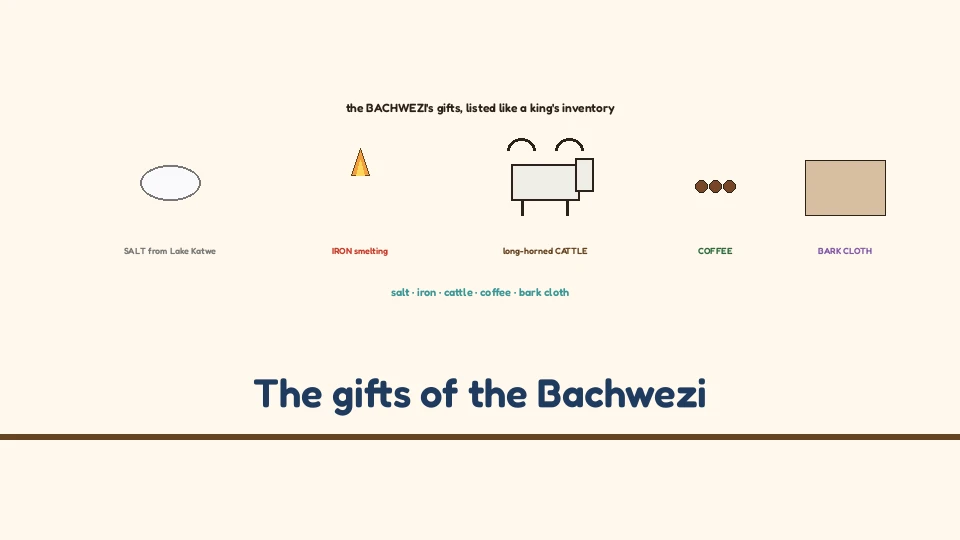 the BACHWEZI's gifts, listed like a king's inventory
SALT from Lake Katwe
IRON smelting
long-horned CATTLE
COFFEE
BARK CLOTH
salt · iron · cattle · coffee · bark cloth
The gifts of the Bachwezi